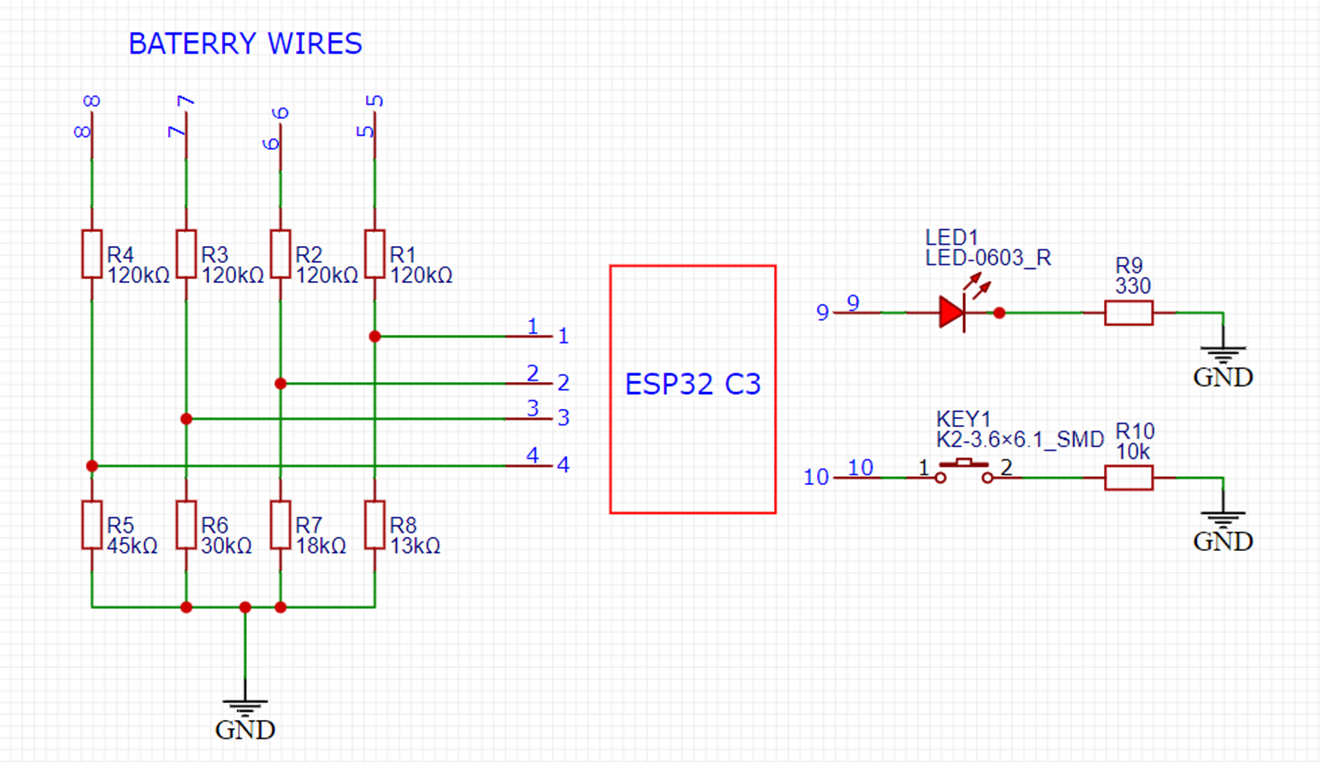 BATERRY WIRES
8
8
7
7
6
6
5
5
R4
120kΩ
R3
120kΩ
R2
120kΩ
R1
120kΩ
1
1
2
2
3
3
4
4
R5
45kΩ
R6
30kΩ
R7
18kΩ
R8
13kΩ
GND
ESP32 C3
9
9
LED1
LED-0603_R
R9
330
GND
10
10
KEY1
K2-3.6×6.1_SMD
1
2
R10
10k
GND